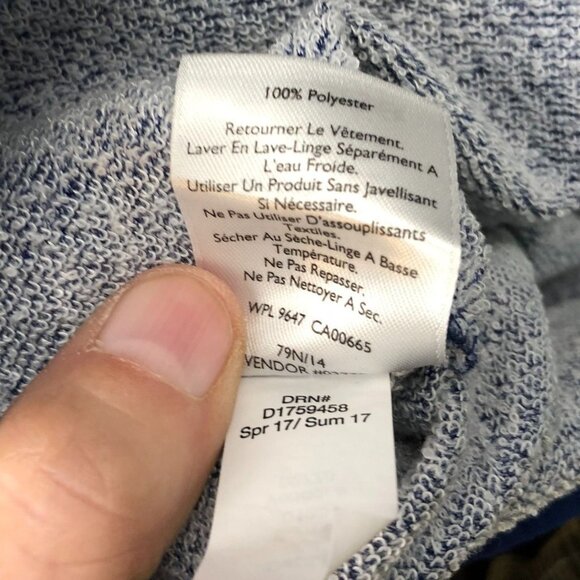 100% Polyester
Retourner Le Vêtement.
Laver En Lave-Linge Séparément A
L'eau Froide.
Utiliser Un Produit Sans Javellisant
Si Nécessaire.
Ne Pas Utiliser D'assouplissants
Textiles.
Sécher Au Sèche-Linge A Basse
Température.
Ne Pas Repasser.
Ne Pas Nettoyer A Sec.
WPL 9647 CA00665
79N/14
VENDOR
DRN#
D1759458
Spr 17/ Sum 17